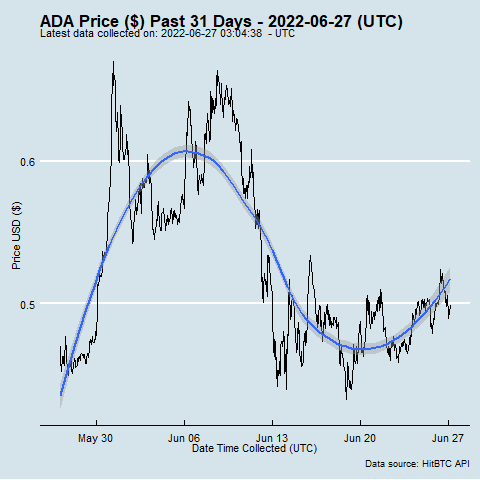 ADA Price ($) Past 31 Days - 2022-06-27 (UTC)
Latest data collected on: 2022-06-27 03:04:38  - UTC
Price USD ($)
0.6
0.5
May 30
Jun 06
Jun 13
Jun 20
Jun 27
Date Time Collected (UTC)
Data source: HitBTC API